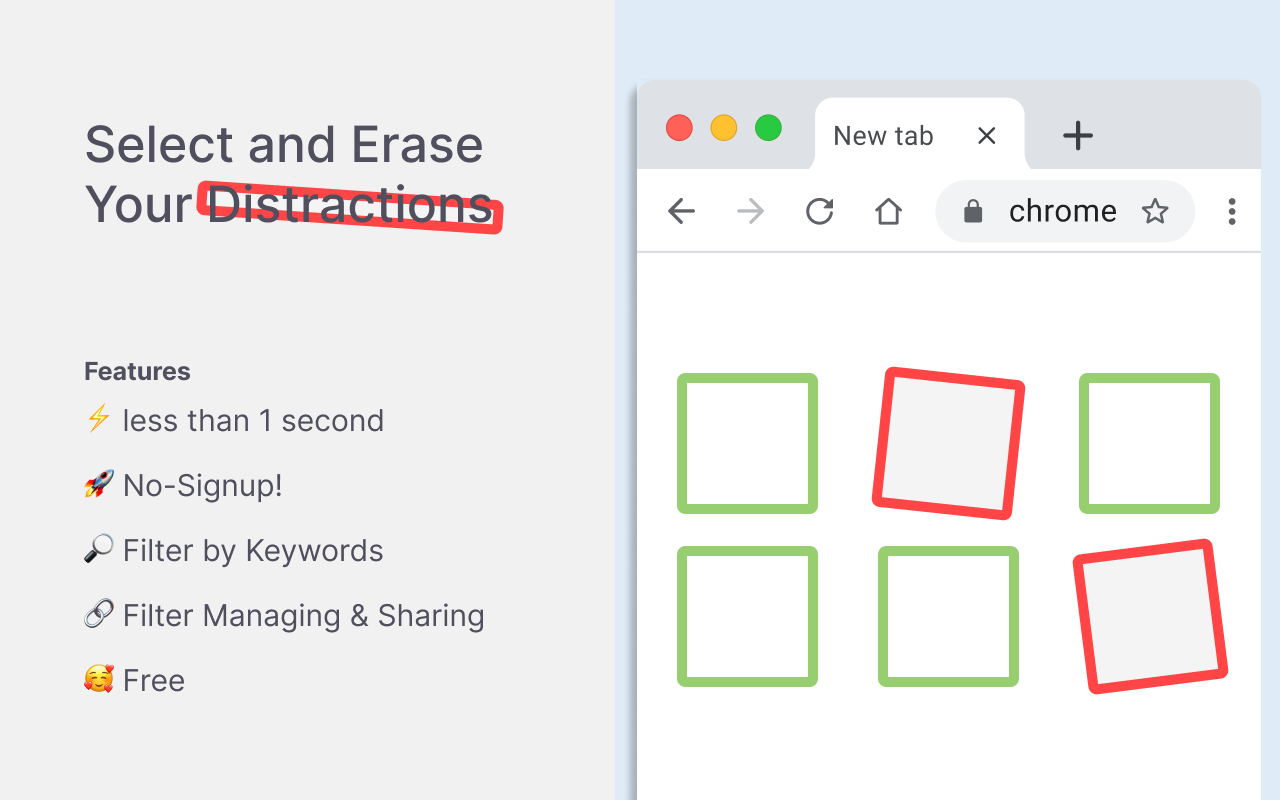 Select and Erase
Your Distractions
Features
⚡ less than 1 second
🚀 No-Signup!
🔎 Filter by Keywords
🔗 Filter Managing & Sharing
🥰 Free
New tab
chrome